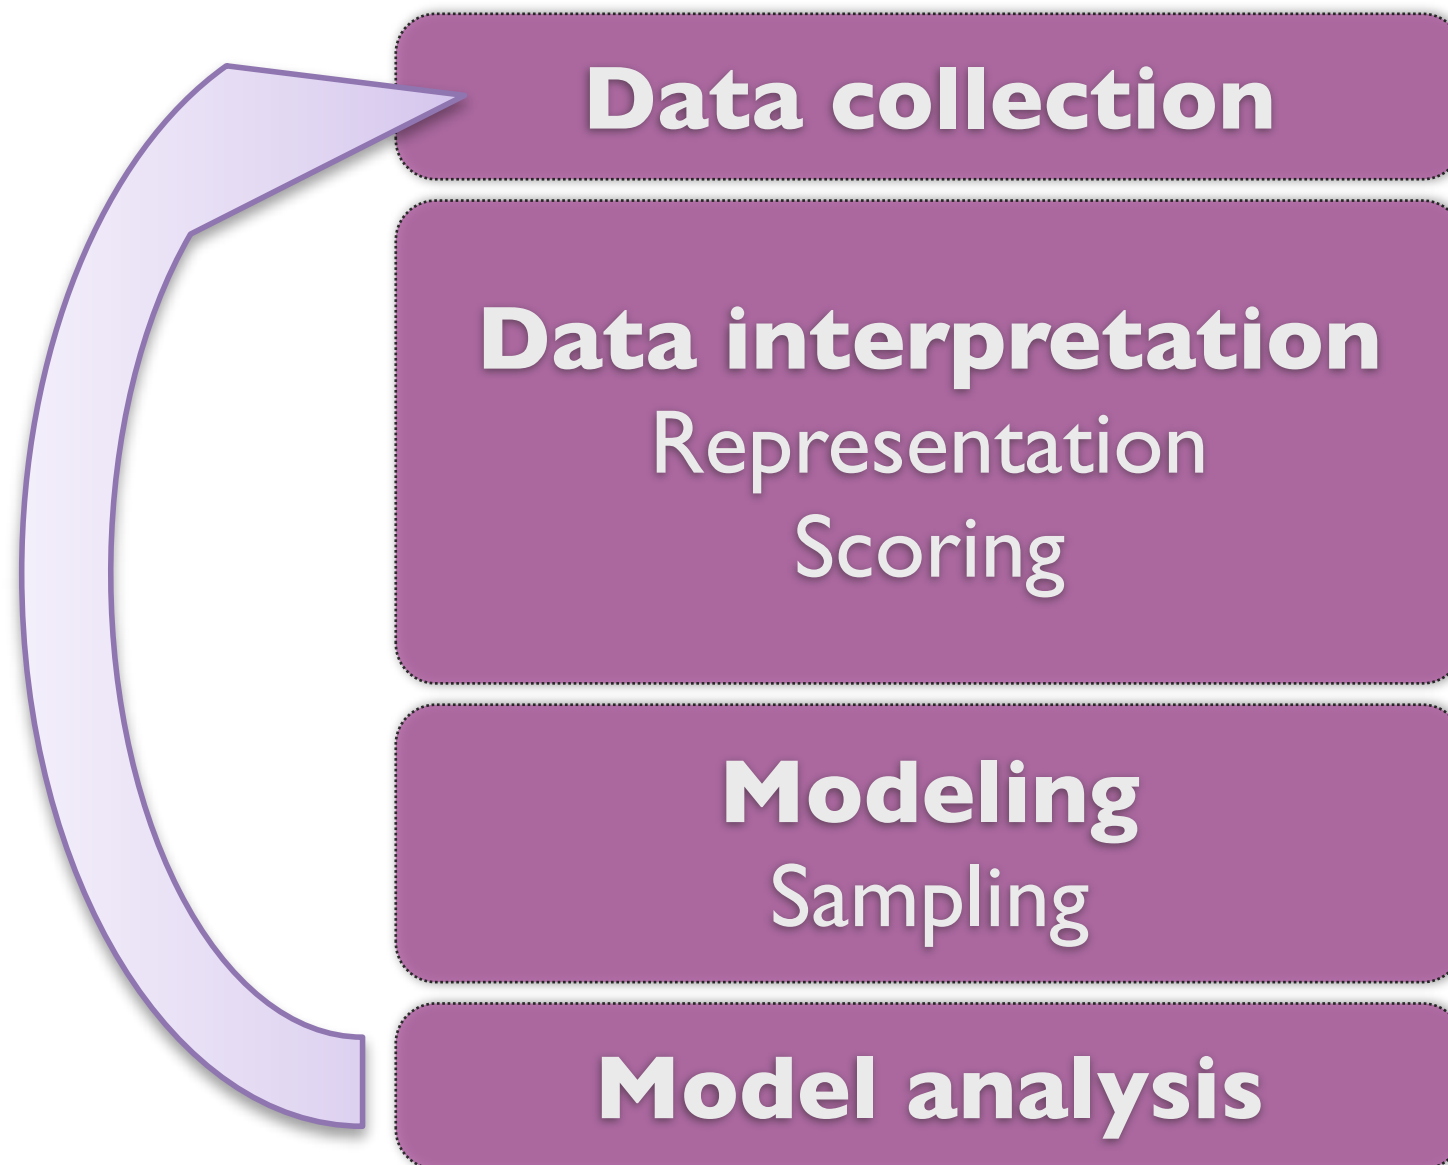 Data collection
Data interpretation
Representation
Scoring
Modeling
Sampling
Model analysis